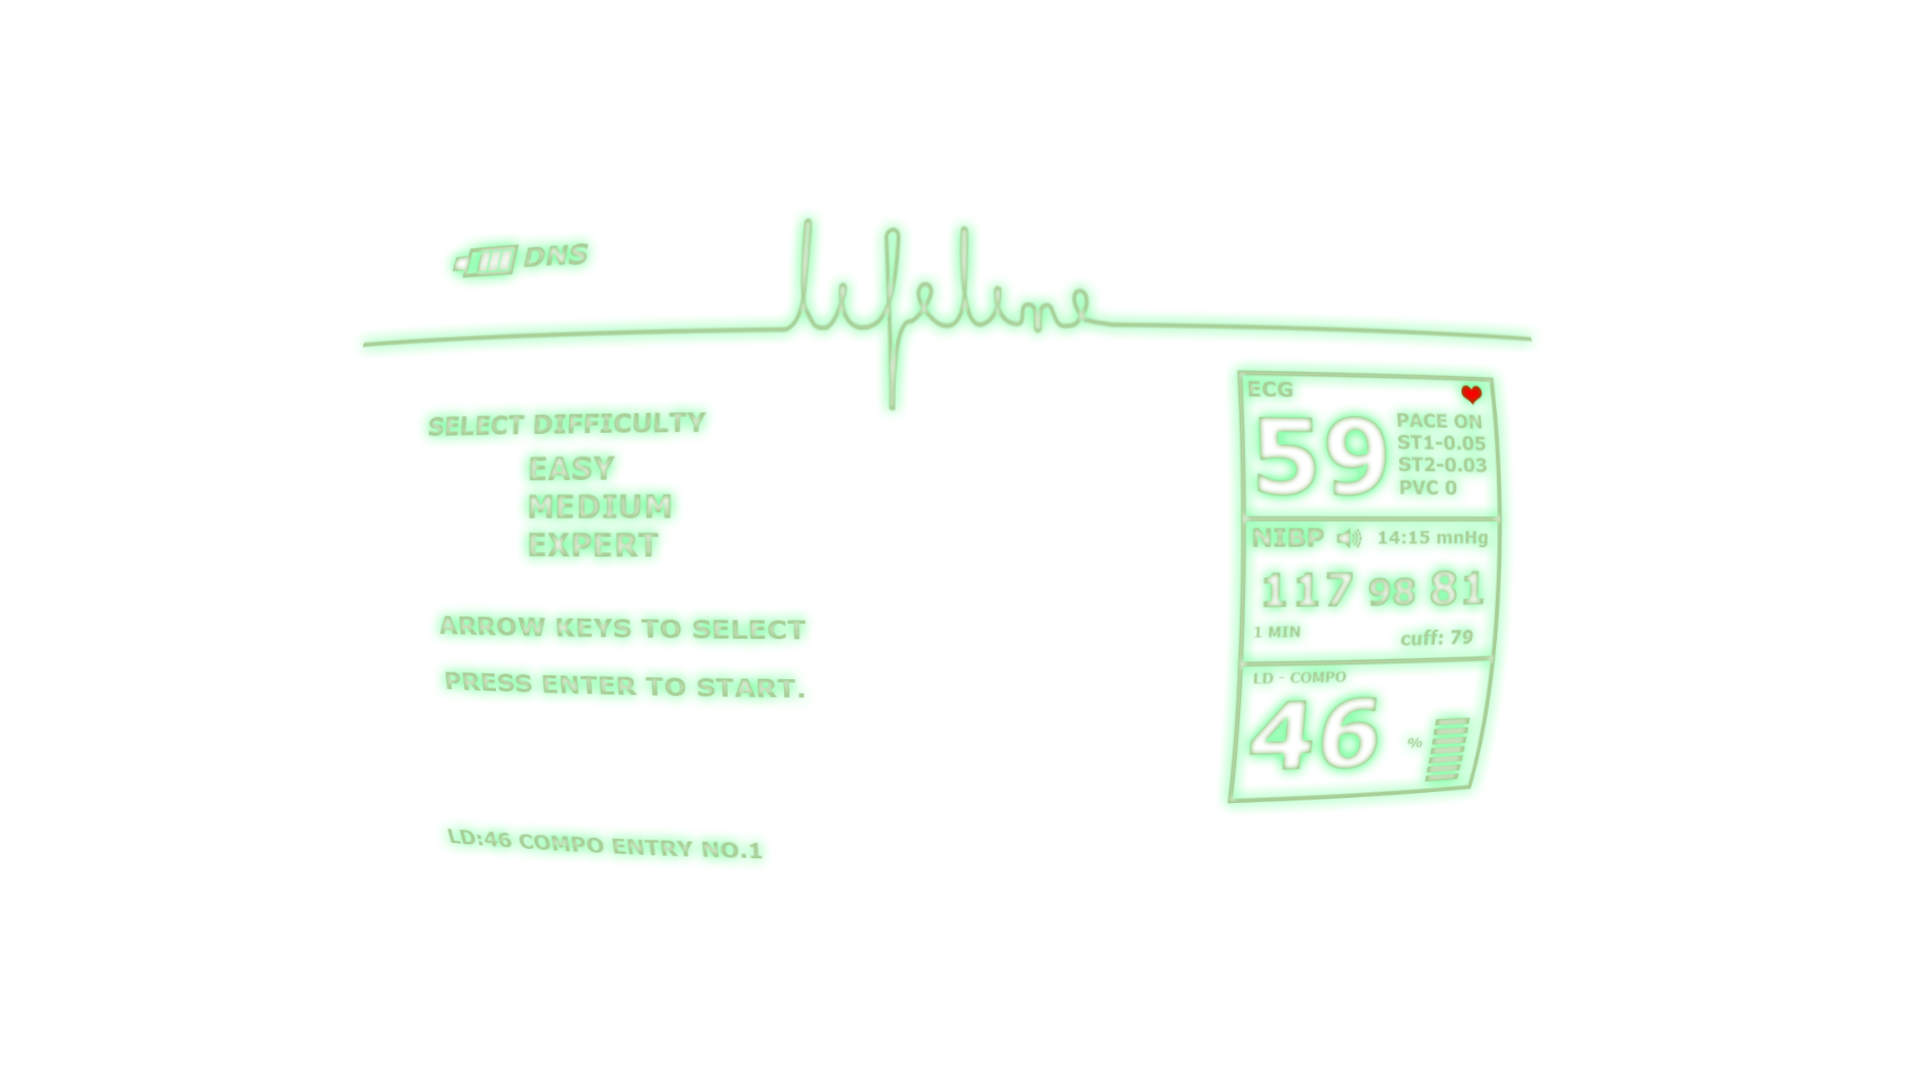 DNS
lifeline
SELECT DIFFICULTY
EASY
MEDIUM
EXPERT
ARROW KEYS TO SELECT
PRESS ENTER TO START.
LD:46 COMPO ENTRY NO.1
ECG
59
PACE ON
ST1-0.05
ST2-0.03
PVC 0
NIBP 14:15 mnHg
117 98 81
1 MIN cuff: 79
LD - COMPO
46 %